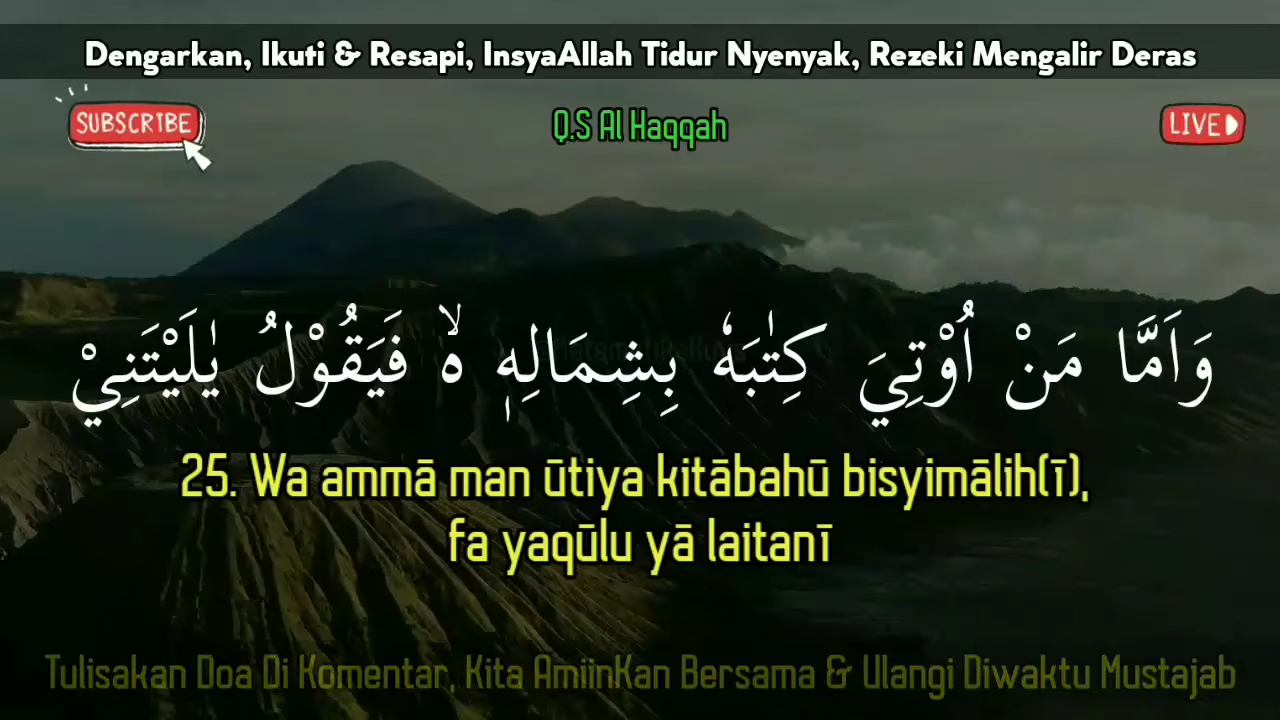 Dengarkan, Ikuti & Resapi, InsyaAllah Tidur Nyenyak, Rezeki Mengalir Deras
SUBSCRIBE
Q.S Al Haqqah
LIVE
وَاَمَّا مَنْ اُوْتِيَ كِتٰبَهٗ بِشِمَالِهٖ ەۙ فَيَقُوْلُ يٰلَيْتَنِيْ
25. Wa ammā man ūtiya kitābahū bisyimālih(ī),
fa yaqūlu yā laitanī
Tulisakan Doa Di Komentar, Kita AmiinKan Bersama & Ulangi Diwaktu Mustajab